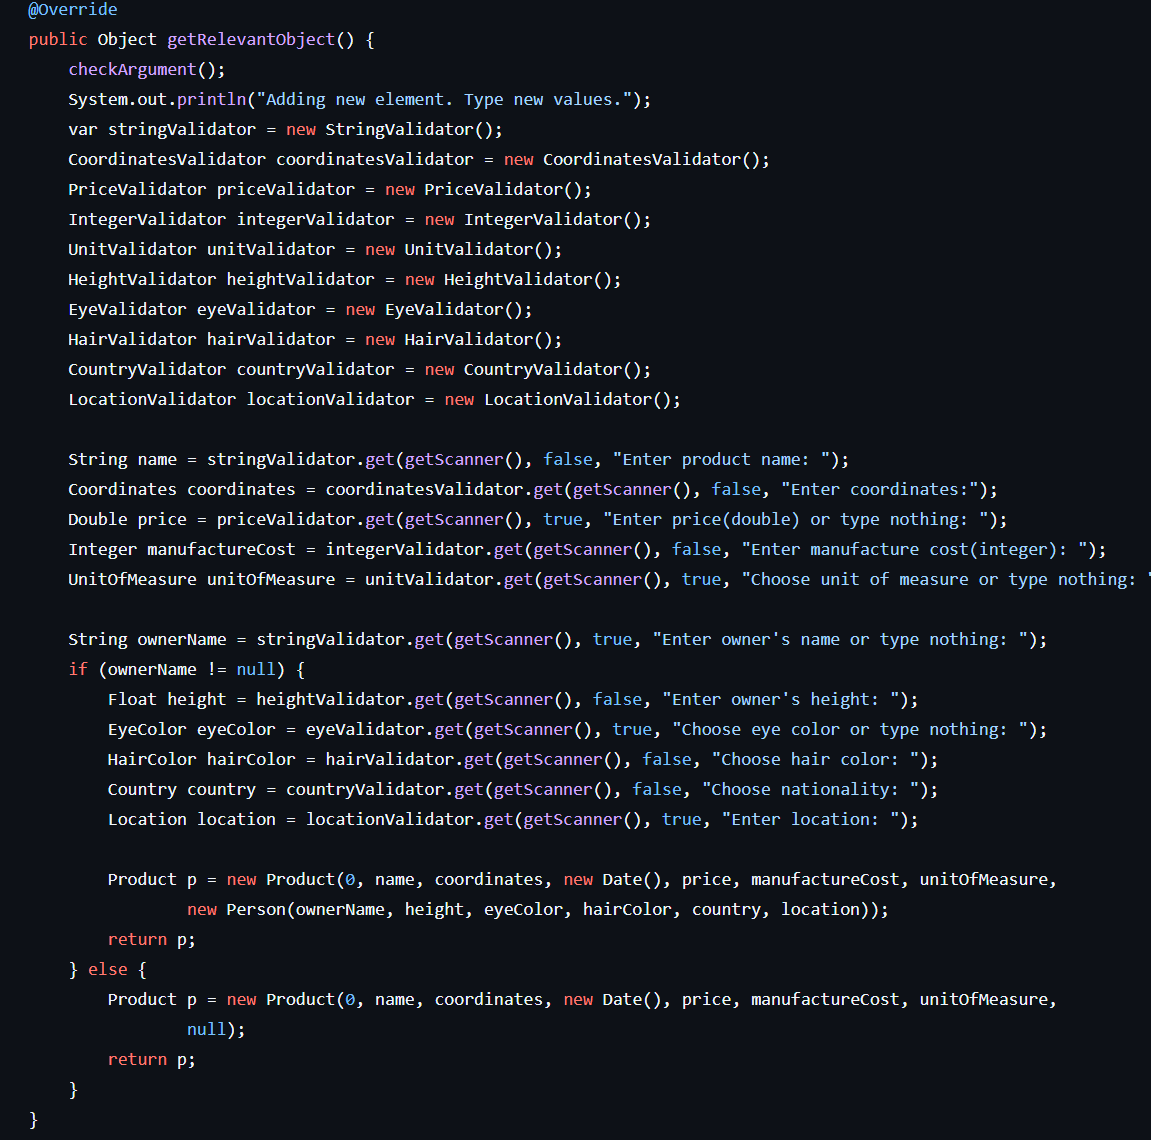 @Override
public Object getRelevantObject() {
checkArgument();
System.out.println("Adding new element. Type new values.");
var stringValidator = new StringValidator();
CoordinatesValidator coordinatesValidator = new CoordinatesValidator();
PriceValidator priceValidator = new PriceValidator();
IntegerValidator integerValidator = new IntegerValidator();
UnitValidator unitValidator = new UnitValidator();
HeightValidator heightValidator = new HeightValidator();
EyeValidator eyeValidator = new EyeValidator();
HairValidator hairValidator = new HairValidator();
CountryValidator countryValidator = new CountryValidator();
LocationValidator locationValidator = new LocationValidator();
String name = stringValidator.get(getScanner(), false, "Enter product name: ");
Coordinates coordinates = coordinatesValidator.get(getScanner(), false, "Enter coordinates:");
Double price = priceValidator.get(getScanner(), true, "Enter price(double) or type nothing: ");
Integer manufactureCost = integerValidator.get(getScanner(), false, "Enter manufacture cost(integer): ");
UnitOfMeasure unitOfMeasure = unitValidator.get(getScanner(), true, "Choose unit of measure or type nothing: "
String ownerName = stringValidator.get(getScanner(), true, "Enter owner's name or type nothing: ");
if (ownerName != null) {
Float height = heightValidator.get(getScanner(), false, "Enter owner's height: ");
EyeColor eyeColor = eyeValidator.get(getScanner(), true, "Choose eye color or type nothing: ");
HairColor hairColor = hairValidator.get(getScanner(), false, "Choose hair color: ");
Country country = countryValidator.get(getScanner(), false, "Choose nationality: ");
Location location = locationValidator.get(getScanner(), true, "Enter location: ");
Product p = new Product(0, name, coordinates, new Date(), price, manufactureCost, unitOfMeasure,
new Person(ownerName, height, eyeColor, hairColor, country, location));
return p;
} else {
Product p = new Product(0, name, coordinates, new Date(), price, manufactureCost, unitOfMeasure,
null);
return p;
}
}